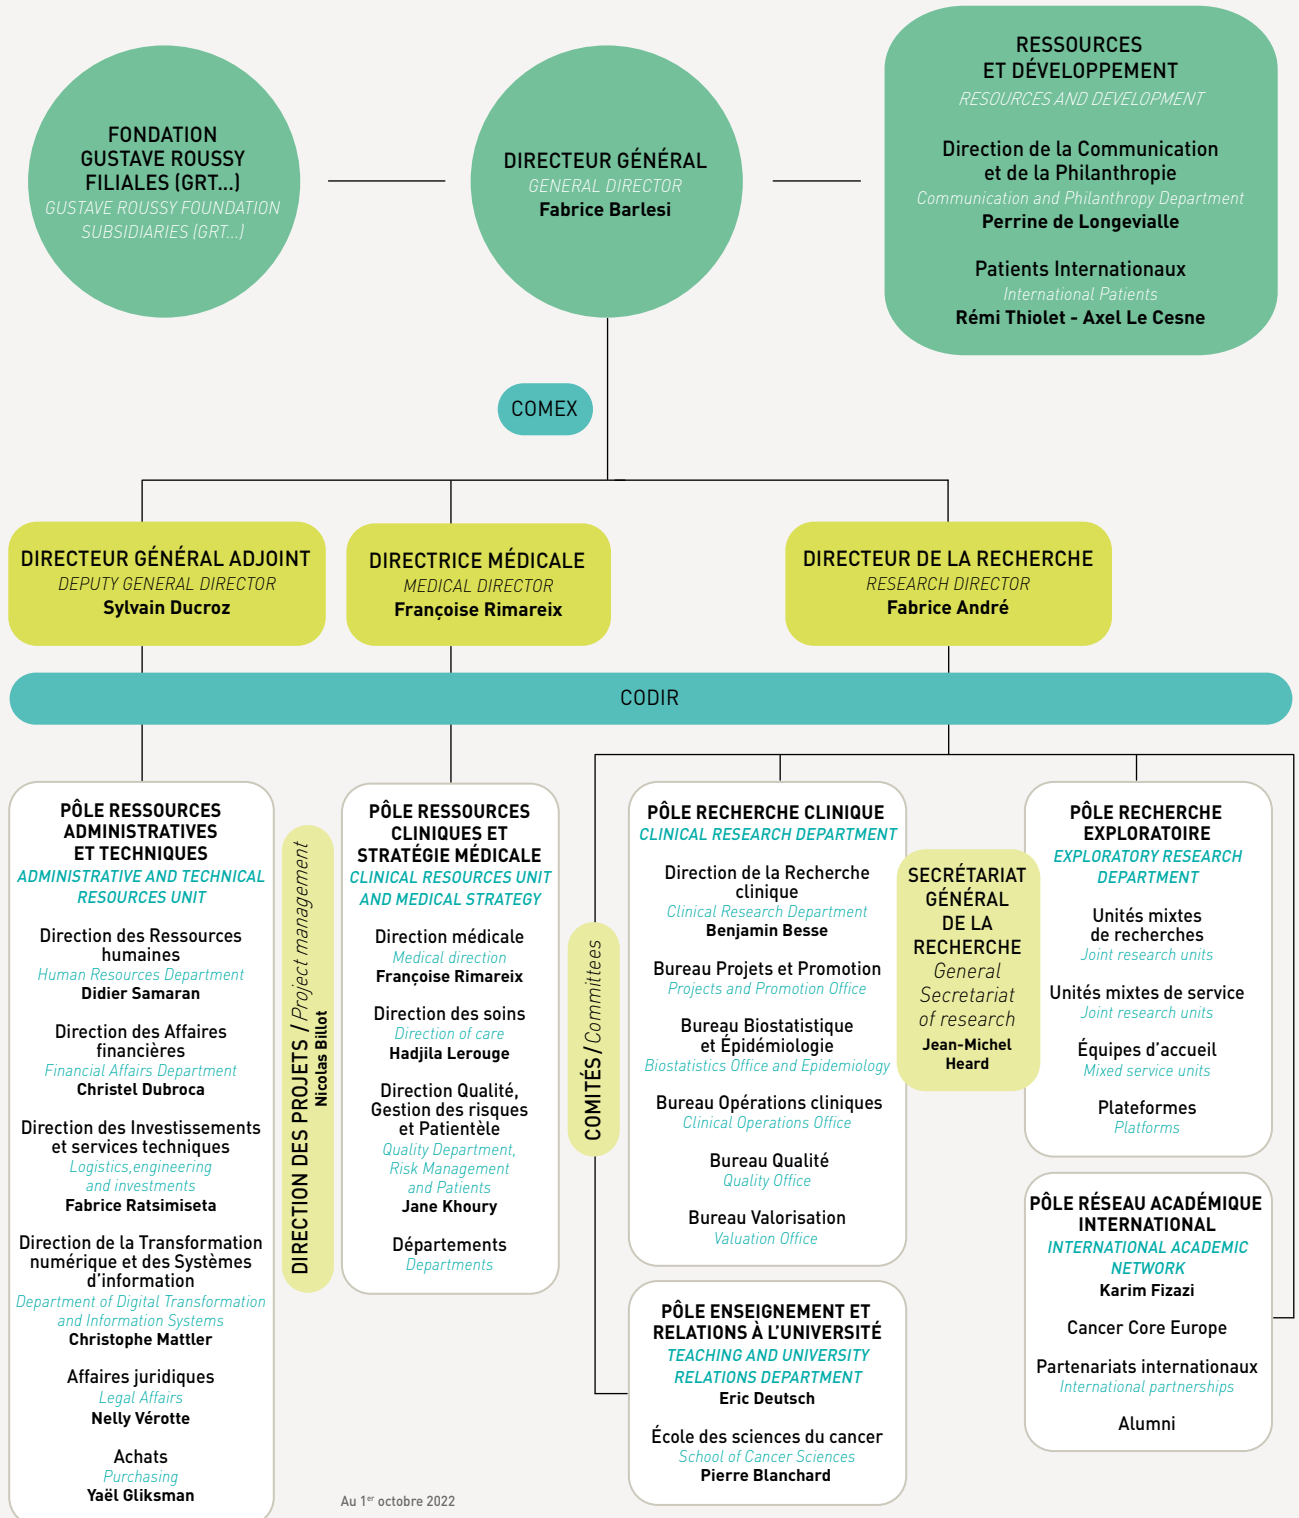 FONDATION
GUSTAVE ROUSSY
FILIALES (GRT...)
GUSTAVE ROUSSY FOUNDATION
SUBSIDIARIES (GRT...)
DIRECTEUR GÉNÉRAL
GENERAL DIRECTOR
Fabrice Barlesi
RESSOURCES
ET DÉVELOPPEMENT
RESOURCES AND DEVELOPMENT
Direction de la Communication
et de la Philanthropie
Communication and Philanthropy Department
Perrine de Longevialle
Patients Internationaux
International Patients
Rémi Thiolet - Axel Le Cesne
COMEX
DIRECTEUR GÉNÉRAL ADJOINT
DEPUTY GENERAL DIRECTOR
Sylvain Ducroz
DIRECTRICE MÉDICALE
MEDICAL DIRECTOR
Françoise Rimareix
DIRECTEUR DE LA RECHERCHE
RESEARCH DIRECTOR
Fabrice André
CODIR
PÔLE RESSOURCES
ADMINISTRATIVES
ET TECHNIQUES
ADMINISTRATIVE AND TECHNICAL
RESOURCES UNIT
Direction des Ressources
humaines
Human Resources Department
Didier Samaran
Direction des Affaires
financières
Financial Affairs Department
Christel Dubroca
Direction des Investissements
et services techniques
Logistics,engineering
and investments
Fabrice Ratsimiseta
Direction de la Transformation
numérique et des Systèmes
d'information
Department of Digital Transformation
and Information Systems
Christophe Mattler
Affaires juridiques
Legal Affairs
Nelly Vérotte
Achats
Purchasing
Yaël Gliksman
DIRECTION DES PROJETS / Project management
Nicolas Billot
PÔLE RESSOURCES
CLINIQUES ET
STRATÉGIE MÉDICALE
CLINICAL RESOURCES UNIT
AND MEDICAL STRATEGY
Direction médicale
Medical direction
Françoise Rimareix
Direction des soins
Direction of care
Hadjila Lerouge
Direction Qualité,
Gestion des risques
et Patientèle
Quality Department,
Risk Management
and Patients
Jane Khoury
Départements
Departments
COMITÉS / Committees
PÔLE RECHERCHE CLINIQUE
CLINICAL RESEARCH DEPARTMENT
Direction de la Recherche
clinique
Clinical Research Department
Benjamin Besse
Bureau Projets et Promotion
Projects and Promotion Office
Bureau Biostatistique
et Épidémiologie
Biostatistics Office and Epidemiology
Bureau Opérations cliniques
Clinical Operations Office
Bureau Qualité
Quality Office
Bureau Valorisation
Valuation Office
SECRÉTARIAT
GÉNÉRAL
DE LA
RECHERCHE
General
Secretariat
of research
Jean-Michel
Heard
PÔLE RECHERCHE
EXPLORATOIRE
EXPLORATORY RESEARCH
DEPARTMENT
Unités mixtes
de recherches
Joint research units
Unités mixtes de service
Joint research units
Équipes d'accueil
Mixed service units
Plateformes
Platforms
PÔLE ENSEIGNEMENT ET
RELATIONS À L'UNIVERSITÉ
TEACHING AND UNIVERSITY
RELATIONS DEPARTMENT
Eric Deutsch
École des sciences du cancer
School of Cancer Sciences
Pierre Blanchard
PÔLE RÉSEAU ACADÉMIQUE
INTERNATIONAL
INTERNATIONAL ACADEMIC
NETWORK
Karim Fizazi
Cancer Core Europe
Partenariats internationaux
International partnerships
Alumni
Au 1er octobre 2022